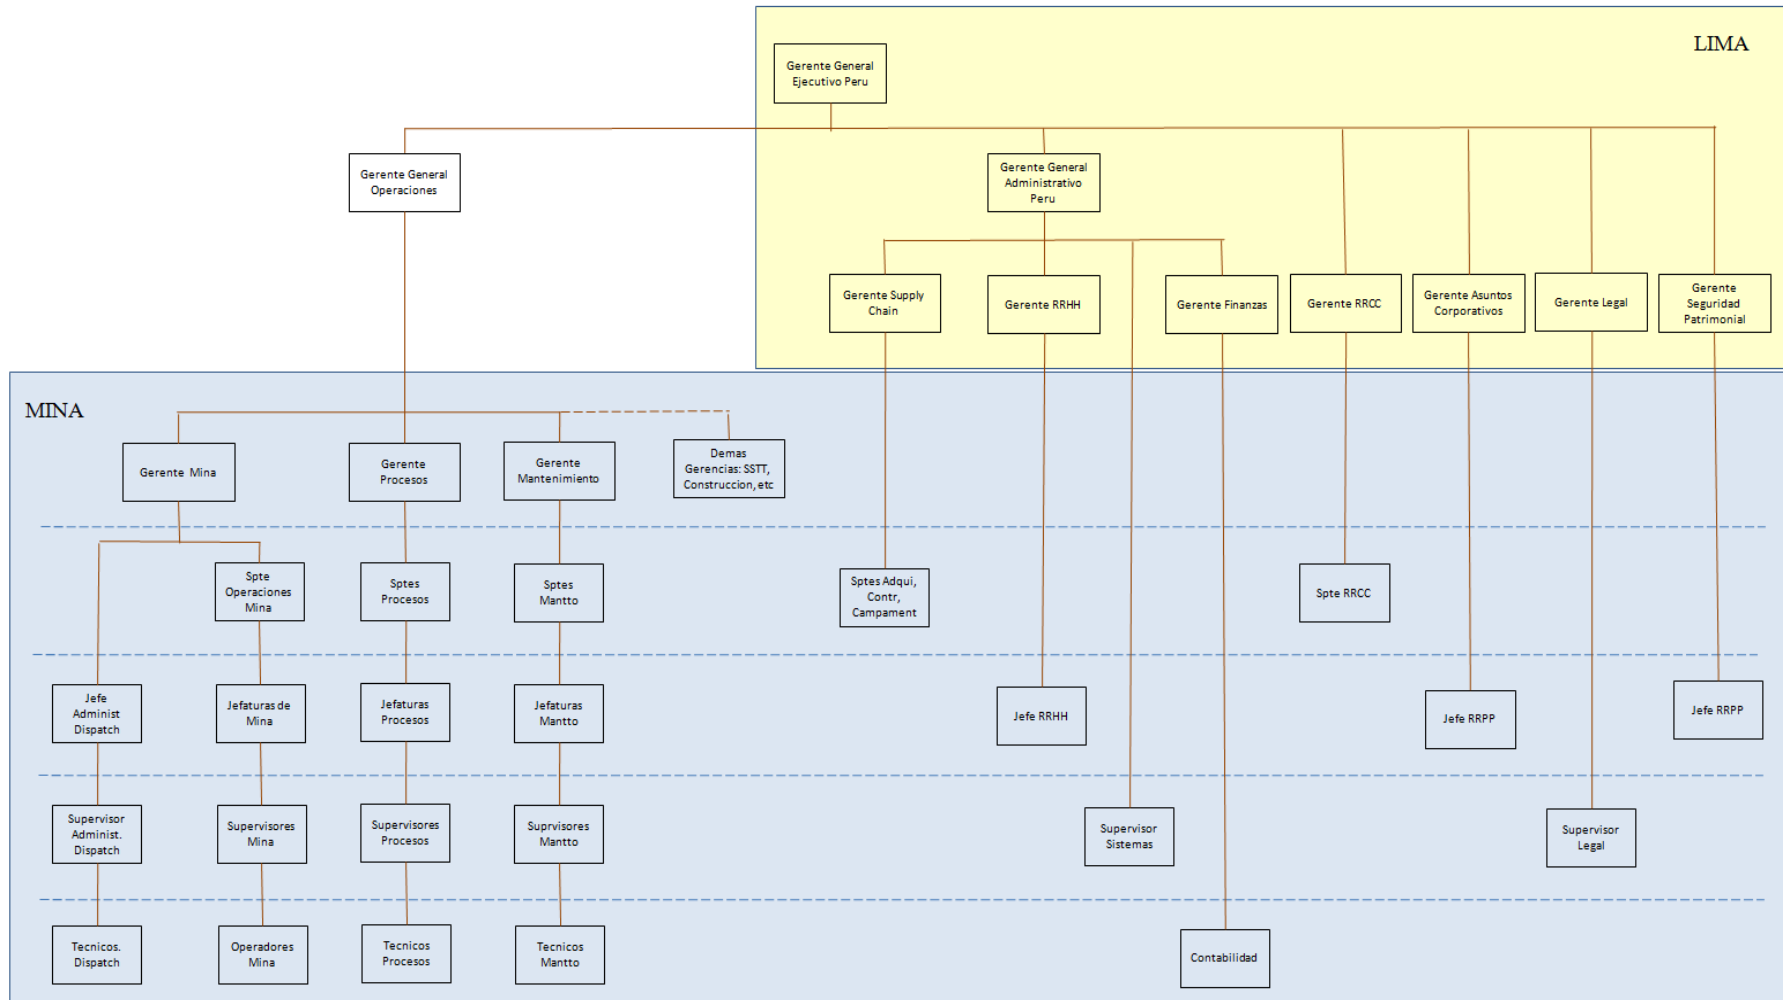 LIMA
Gerente General
Ejecutivo Peru
Gerente General
Operaciones
Gerente General
Administrativo
Peru
Gerente Supply
Chain
Gerente RRHH
Gerente Finanzas
Gerente RRCC
Gerente Asuntos
Corporativos
Gerente Legal
Gerente
Seguridad
Patrimonial
MINA
Gerente Mina
Gerente
Procesos
Gerente
Mantenimiento
Demas
Gerencias: SSTT,
Construccion, etc
Spte
Operaciones
Mina
Sptes
Procesos
Sptes
Mantto
Sptes Adqui,
Contr,
Campament
Spte RRCC
Jefe
Administ
Dispatch
Jefaturas de
Mina
Jefaturas
Procesos
Jefaturas
Mantto
Jefe RRHH
Jefe RRPP
Jefe RRPP
Supervisor
Administ.
Dispatch
Supervisores
Mina
Supervisores
Procesos
Suprvisores
Mantto
Supervisor
Sistemas
Supervisor
Legal
Tecnicos.
Dispatch
Operadores
Mina
Tecnicos
Procesos
Tecnicos
Mantto
Contabilidad